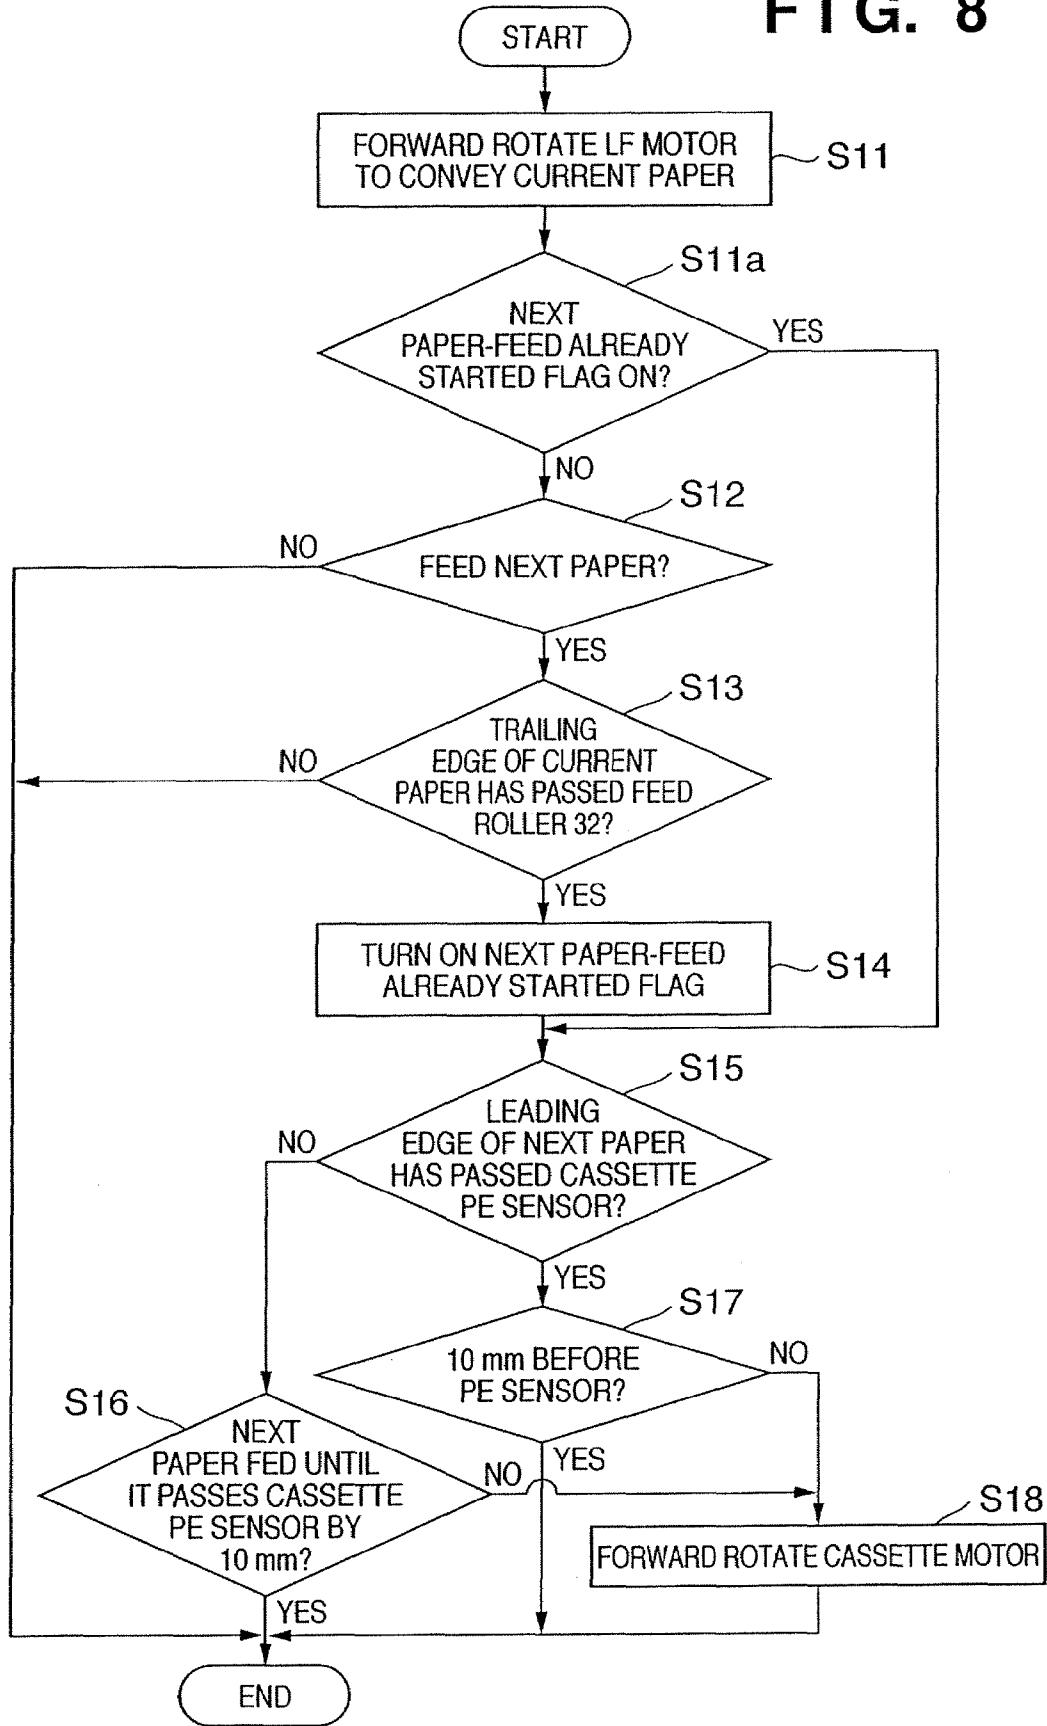 FIG. 8
START
FORWARD ROTATE LF MOTOR
TO CONVEY CURRENT PAPER
S11
S11a
NEXT
PAPER-FEED ALREADY
STARTED FLAG ON?
YES
NO
S12
FEED NEXT PAPER?
NO
YES
S13
TRAILING
EDGE OF CURRENT
PAPER HAS PASSED FEED
ROLLER 32?
NO
YES
TURN ON NEXT PAPER-FEED
ALREADY STARTED FLAG
S14
S15
LEADING
EDGE OF NEXT PAPER
HAS PASSED CASSETTE
PE SENSOR?
NO
YES
S17
10 mm BEFORE
PE SENSOR?
NO
YES
S16
NEXT
PAPER FED UNTIL
IT PASSES CASSETTE
PE SENSOR BY
10 mm?
NO
YES
S18
FORWARD ROTATE CASSETTE MOTOR
END